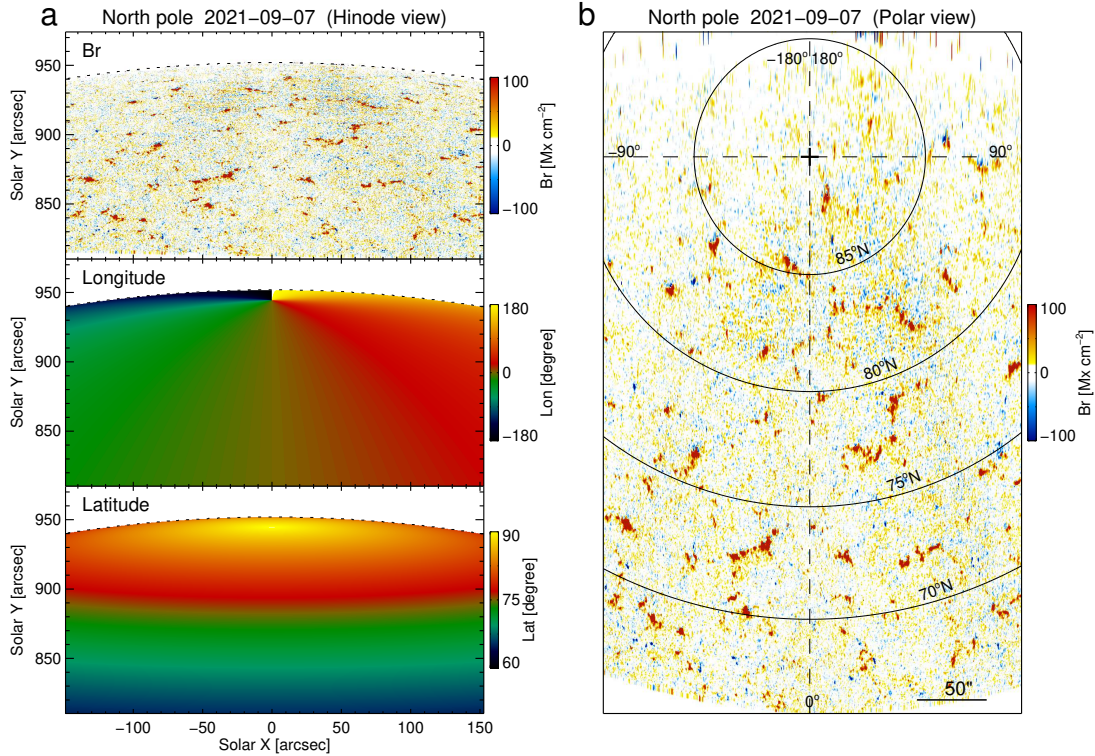 a
North pole 2021−09−07 (Hinode view)
Br
950
900
850
Solar Y [arcsec]
100
0
−100
Br [Mx cm−2]
Longitude
950
900
850
Solar Y [arcsec]
180
0
−180
Lon [degree]
Latitude
950
900
850
Solar Y [arcsec]
90
75
60
Lat [degree]
−100 −50 0 50 100 150
Solar X [arcsec]
b
North pole 2021−09−07 (Polar view)
−180° 180°
−90° 90°
85°N
80°N
75°N
70°N
0°
50"
100
0
−100
Br [Mx cm−2]